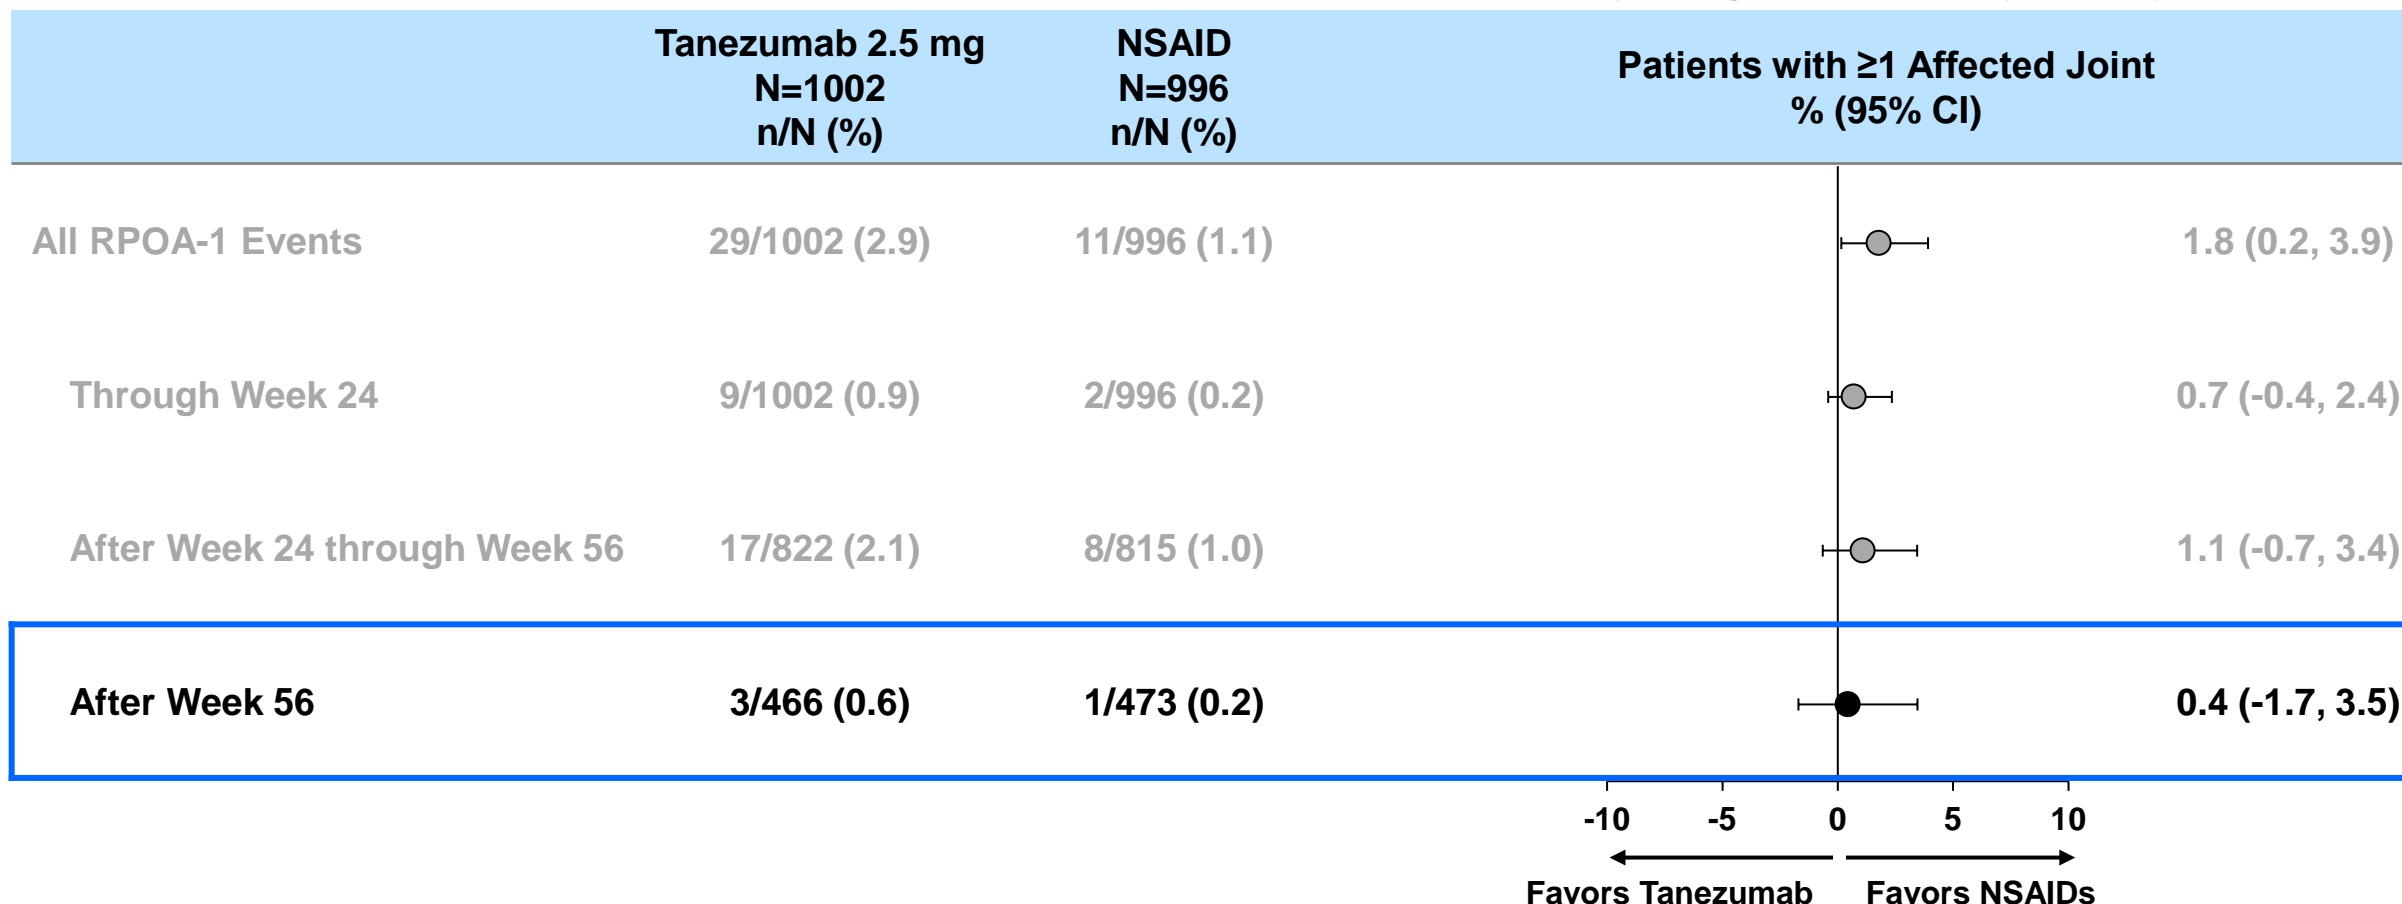 Tanezumab 2.5 mg
N=1002
n/N (%)
NSAID
N=996
n/N (%)
Patients with ≥1 Affected Joint
% (95% CI)
All RPOA-1 Events 29/1002 (2.9) 11/996 (1.1) 1.8 (0.2, 3.9)
Through Week 24 9/1002 (0.9) 2/996 (0.2) 0.7 (-0.4, 2.4)
After Week 24 through Week 56 17/822 (2.1) 8/815 (1.0) 1.1 (-0.7, 3.4)
After Week 56 3/466 (0.6) 1/473 (0.2) 0.4 (-1.7, 3.5)
-10 -5 0 5 10
Favors Tanezumab Favors NSAIDs